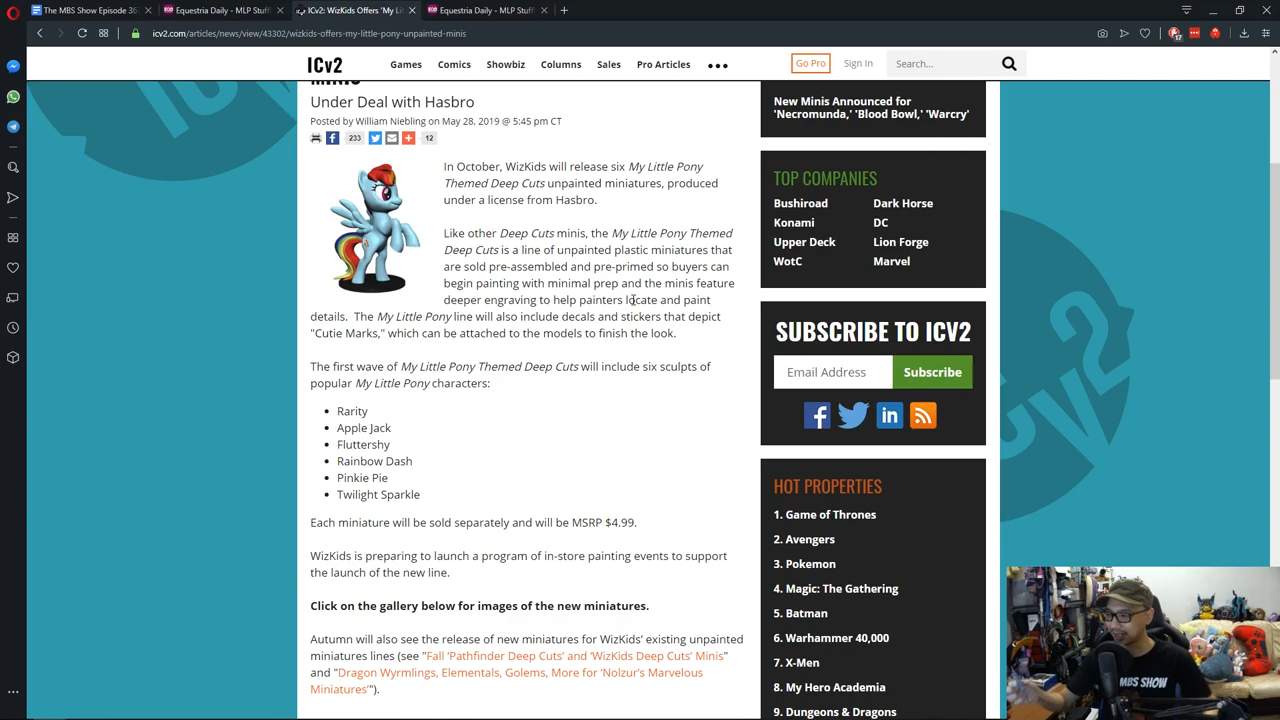 The MBS Show Episode 36
Equestria Daily - MLP Stuff!
ICv2: WizKids Offers 'My Li
Equestria Daily - MLP Stuff!
icv2.com/articles/news/view/43302/wizkids-offers-my-little-pony-unpainted-minis
17
ICv2
Games
Comics
Showbiz
Columns
Sales
Pro Articles
Go Pro
Sign In
Search...
Under Deal with Hasbro
Posted by William Niebling on May 28, 2019 @ 5:45 pm CT
233
12
In October, WizKids will release six My Little Pony
Themed Deep Cuts unpainted miniatures, produced
under a license from Hasbro.
Like other Deep Cuts minis, the My Little Pony Themed
Deep Cuts is a line of unpainted plastic miniatures that
are sold pre-assembled and pre-primed so buyers can
begin painting with minimal prep and the minis feature
deeper engraving to help painters locate and paint
details. The My Little Pony line will also include decals and stickers that depict
"Cutie Marks," which can be attached to the models to finish the look.
The first wave of My Little Pony Themed Deep Cuts will include six sculpts of
popular My Little Pony characters:
Rarity
Apple Jack
Fluttershy
Rainbow Dash
Pinkie Pie
Twilight Sparkle
Each miniature will be sold separately and will be MSRP $4.99.
WizKids is preparing to launch a program of in-store painting events to support
the launch of the new line.
Click on the gallery below for images of the new miniatures.
Autumn will also see the release of new miniatures for WizKids' existing unpainted
miniatures lines (see "Fall 'Pathfinder Deep Cuts' and 'WizKids Deep Cuts' Minis"
and "Dragon Wyrmlings, Elementals, Golems, More for 'Nolzur's Marvelous
Miniatures'").
New Minis Announced for
'Necromunda,' 'Blood Bowl,' 'Warcry'
TOP COMPANIES
Bushiroad Dark Horse
Konami DC
Upper Deck Lion Forge
WotC Marvel
SUBSCRIBE TO ICV2
Email Address
Subscribe
HOT PROPERTIES
1. Game of Thrones
2. Avengers
3. Pokemon
4. Magic: The Gathering
5. Batman
6. Warhammer 40,000
7. X-Men
8. My Hero Academia
9. Dungeons & Dragons
MBS SHOW